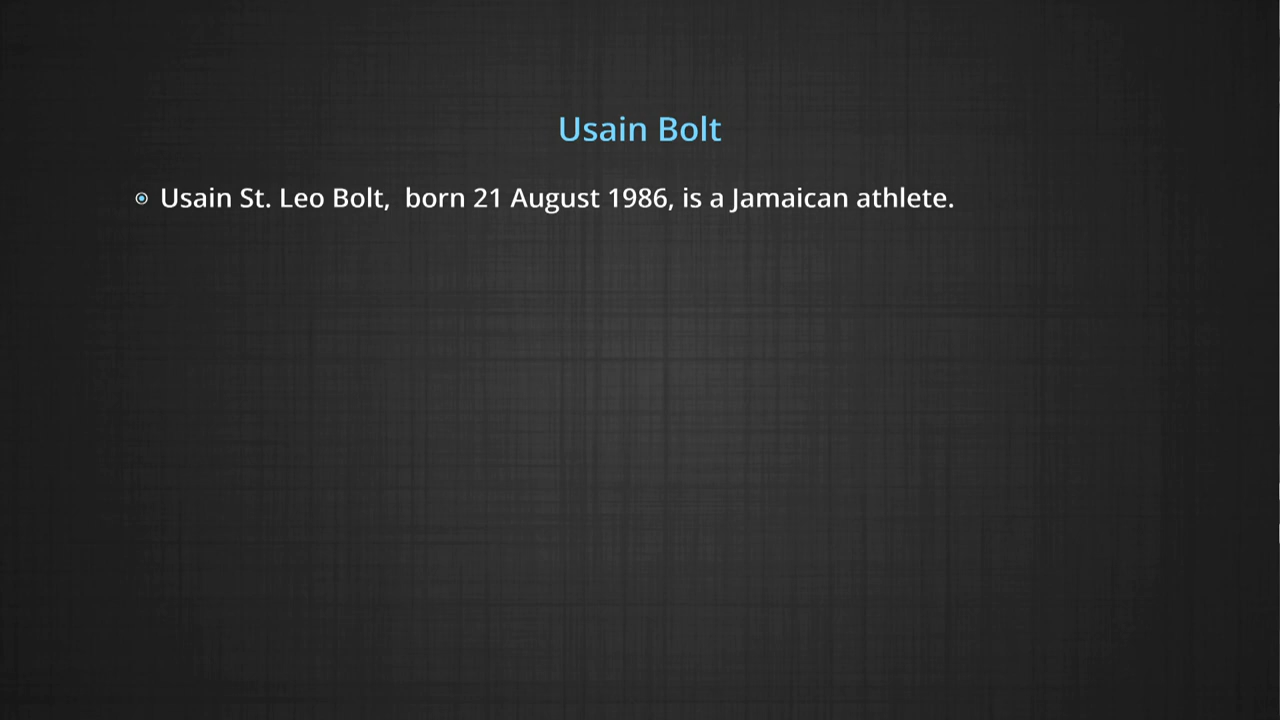 Usain Bolt
Usain St. Leo Bolt,  born 21 August 1986, is a Jamaican athlete.